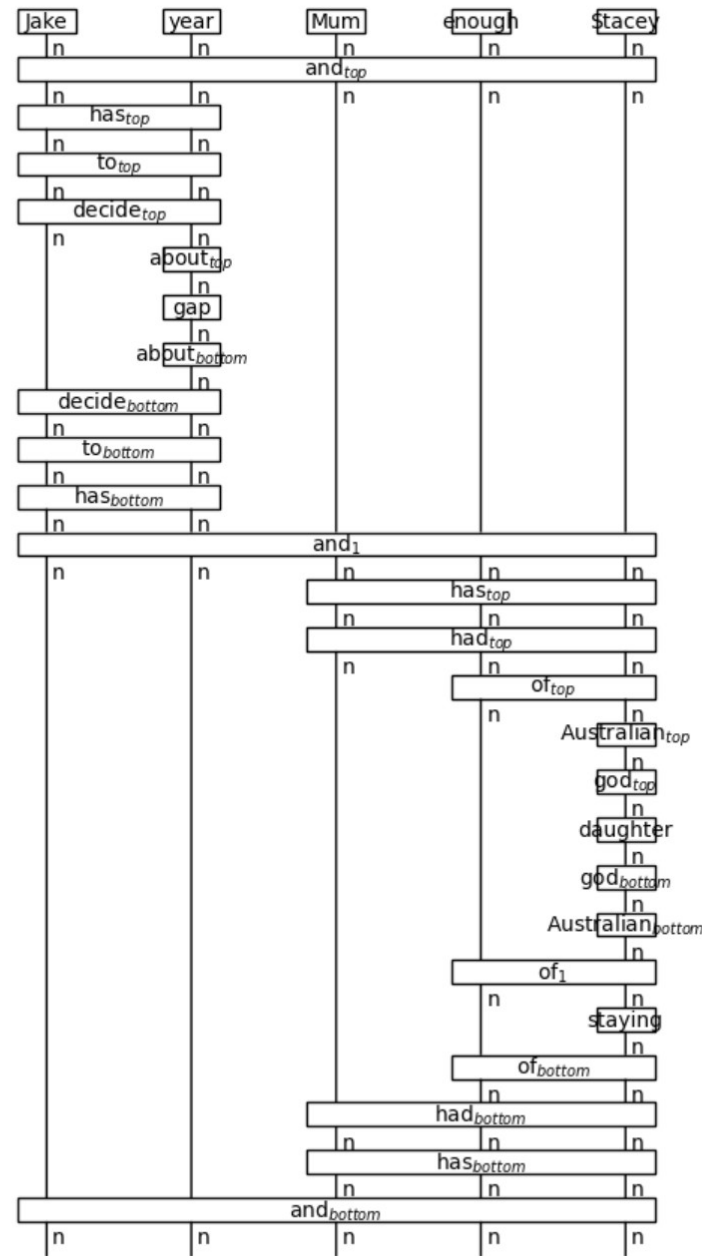 Jake year Mum enough Stacey
n n n n n
and_top
n n n n n
has_top
n n
to_top
n n
decide_top
n n
about_top
n
gap
n
about_bottom
n
decide_bottom
n n
to_bottom
n n
has_bottom
n n
and_1
n n n n n
has_top
n n n
had_top
n n n
of_top
n n
Australian_top
n
god_top
n
daughter
n
god_bottom
n
Australian_bottom
n
of_1
n n
staying
n
of_bottom
n n
had_bottom
n n n
has_bottom
n n n
and_bottom
n n n n n